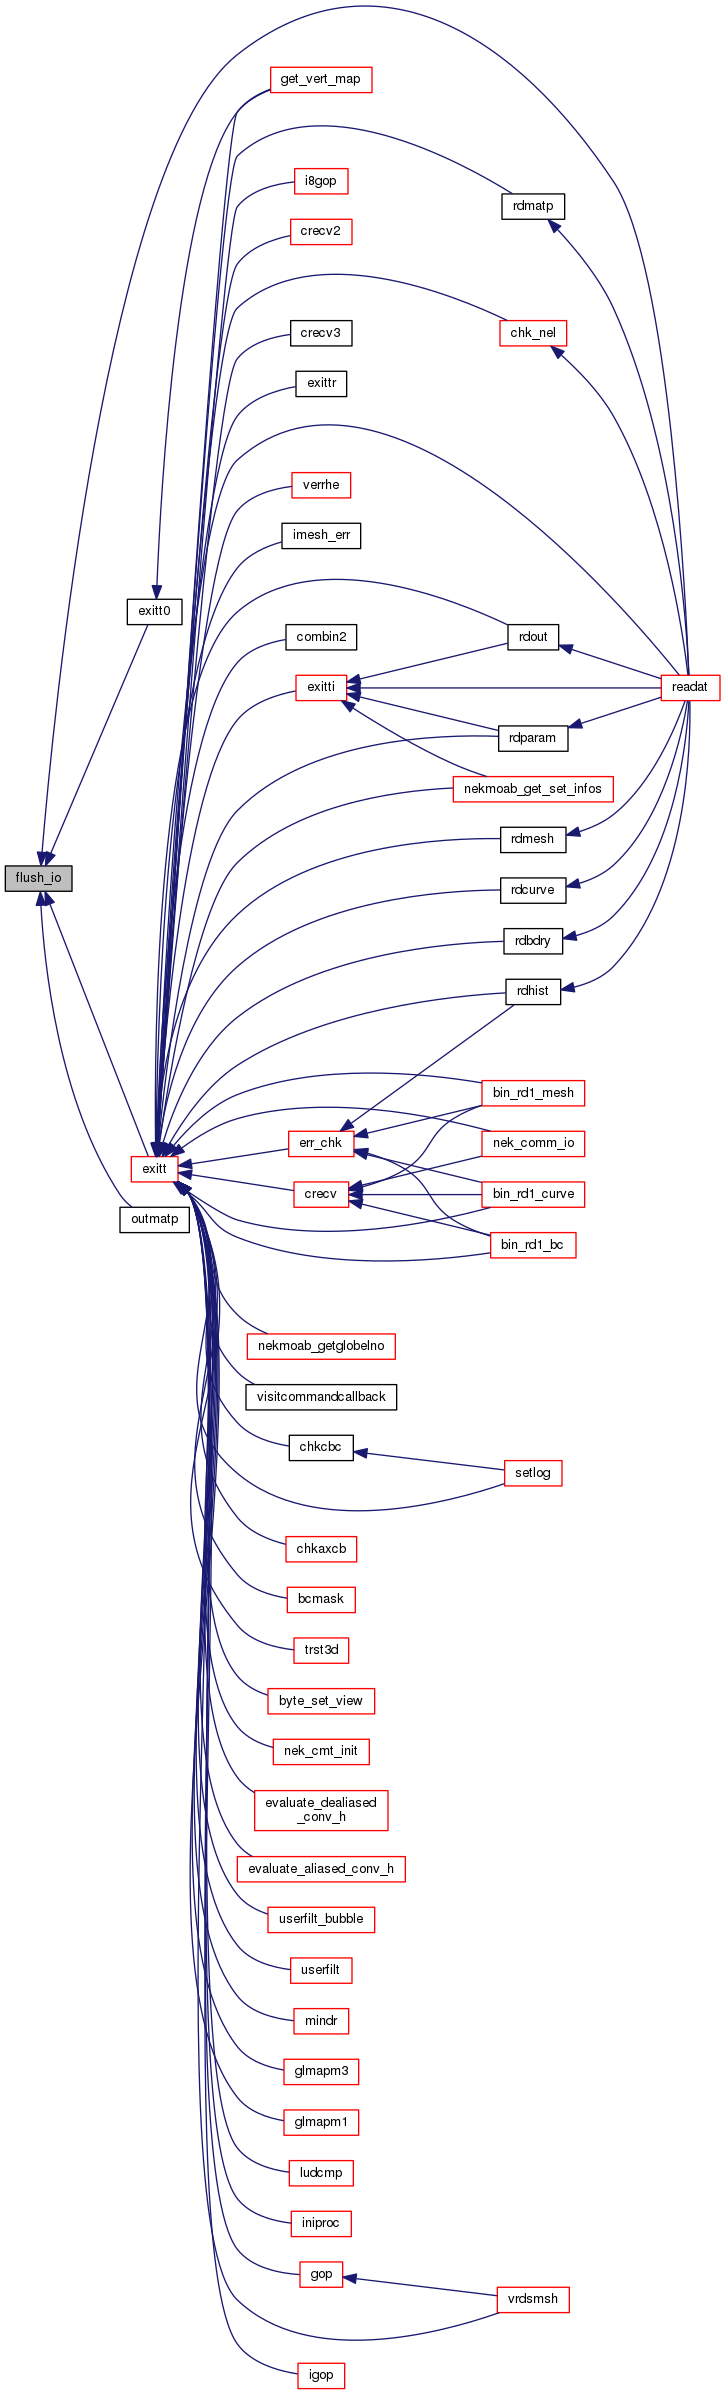 get_vert_map
i8gop
rdmatp
crecv2
chk_nel
crecv3
exittr
verrhe
imesh_err
exitt0
combin2
rdout
exitti
readat
rdparam
nekmoab_get_set_infos
rdmesh
flush_io
rdcurve
rdbdry
rdhist
bin_rd1_mesh
err_chk
nek_comm_io
exitt
crecv
bin_rd1_curve
outmatp
bin_rd1_bc
nekmoab_getglobelno
visitcommandcallback
chkcbc
setlog
chkaxcb
bcmask
trst3d
byte_set_view
nek_cmt_init
evaluate_dealiased
_conv_h
evaluate_aliased_conv_h
userfilt_bubble
userfilt
mindr
glmapm3
glmapm1
ludcmp
iniproc
gop
vrdsmsh
igop